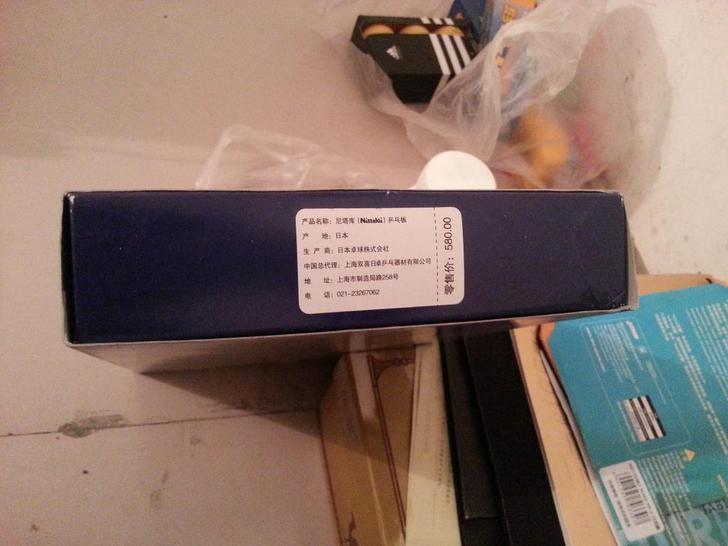 产品名称：尼塔库（Nittaku）乒乓板
产 地：日本
生 产 商：日本卓球株式会社
中国总代理：上海双喜日卓乒乓器材有限公司
地 址：上海市制造局路258号
电 话：021-23267062
零售价：580.00